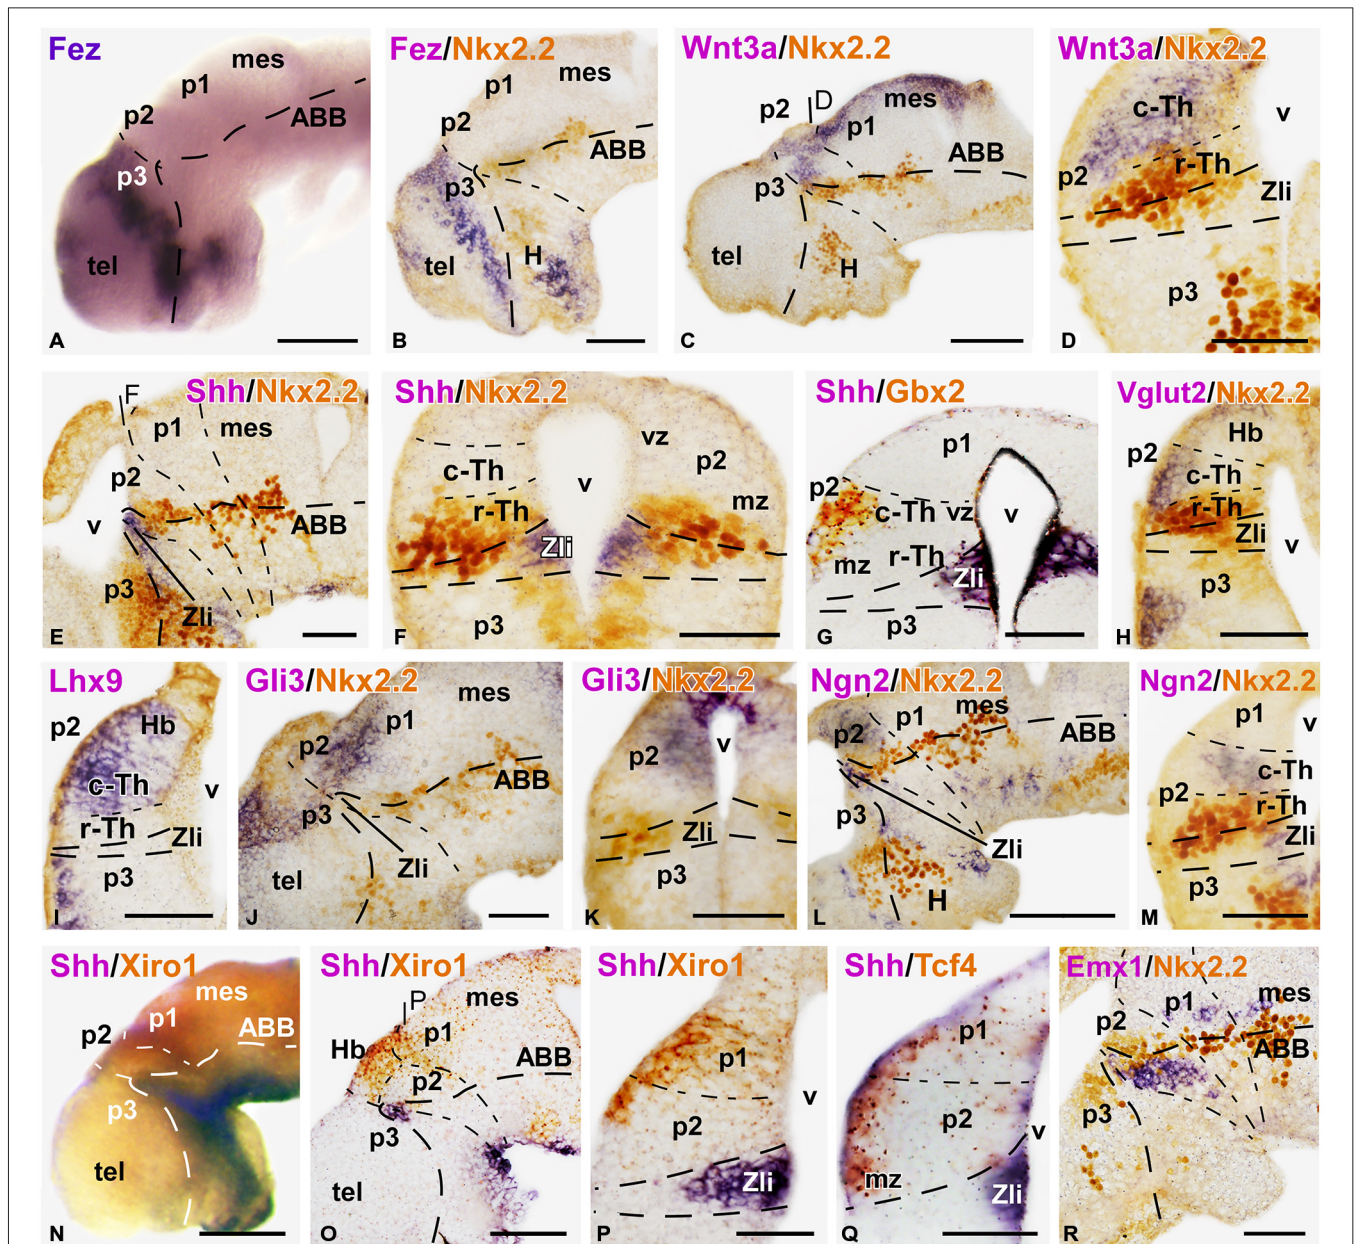 Fez
mes
p1
p2
ABB
p3
tel
A
Fez/Nkx2.2
mes
p1
p2
ABB
p3
tel
H
B
Wnt3a/Nkx2.2
p2
D
mes
p1
ABB
p3
tel
H
C
Wnt3a/Nkx2.2
c-Th
v
r-Th
p2
Zli
p3
D
F
Shh/Nkx2.2
p1
mes
p2
v
ABB
p3
Zli
E
Shh/Nkx2.2
vz
c-Th
p2
v
mz
r-Th
Zli
p3
F
Shh/Gbx2
p1
p2
c-Th
vz
v
mz
r-Th
Zli
p3
G
Vglut2/Nkx2.2
Hb
p2
c-Th
r-Th
Zli
v
p3
H
Lhx9
p2
Hb
c-Th
v
r-Th
Zli
p3
I
Gli3/Nkx2.2
mes
p1
p2
ABB
p3
Zli
tel
J
Gli3/Nkx2.2
p2
v
Zli
p3
K
Ngn2/Nkx2.2
mes
p1
p2
ABB
p3
Zli
H
L
Ngn2/Nkx2.2
p1
v
c-Th
p2
r-Th
Zli
p3
M
Shh/Xiro1
mes
p1
p2
ABB
p3
tel
N
Shh/Xiro1
P
mes
p1
Hb
ABB
p2
p3
tel
O
Shh/Xiro1
p1
v
p2
Zli
P
Shh/Tcf4
p1
p2
v
mz
Zli
Q
Emx1/Nkx2.2
mes
p1
p2
ABB
p3
R